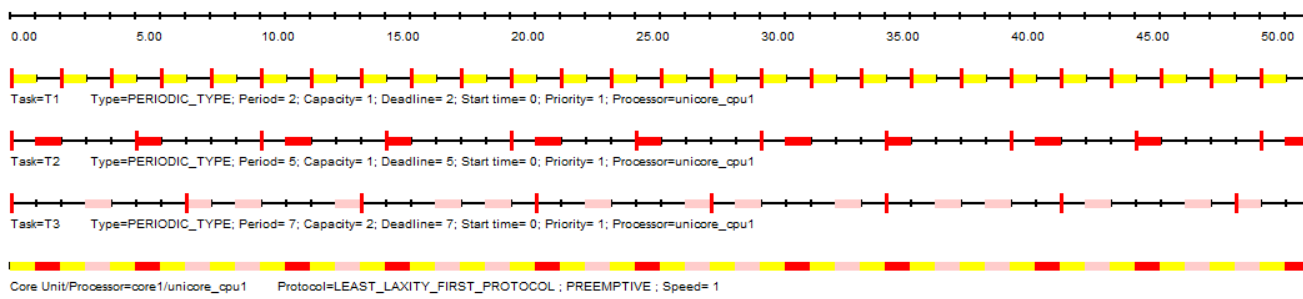 0.00 5.00 10.00 15.00 20.00 25.00 30.00 35.00 40.00 45.00 50.00
Task=T1 Type=PERIODIC_TYPE; Period= 2; Capacity= 1; Deadline= 2; Start time= 0; Priority= 1; Processor=unicore_cpu1
Task=T2 Type=PERIODIC_TYPE; Period= 5; Capacity= 1; Deadline= 5; Start time= 0; Priority= 1; Processor=unicore_cpu1
Task=T3 Type=PERIODIC_TYPE; Period= 7; Capacity= 2; Deadline= 7; Start time= 0; Priority= 1; Processor=unicore_cpu1
Core Unit/Processor=core1/unicore_cpu1 Protocol=LEAST_LAXITY_FIRST_PROTOCOL ; PREEMPTIVE ; Speed= 1